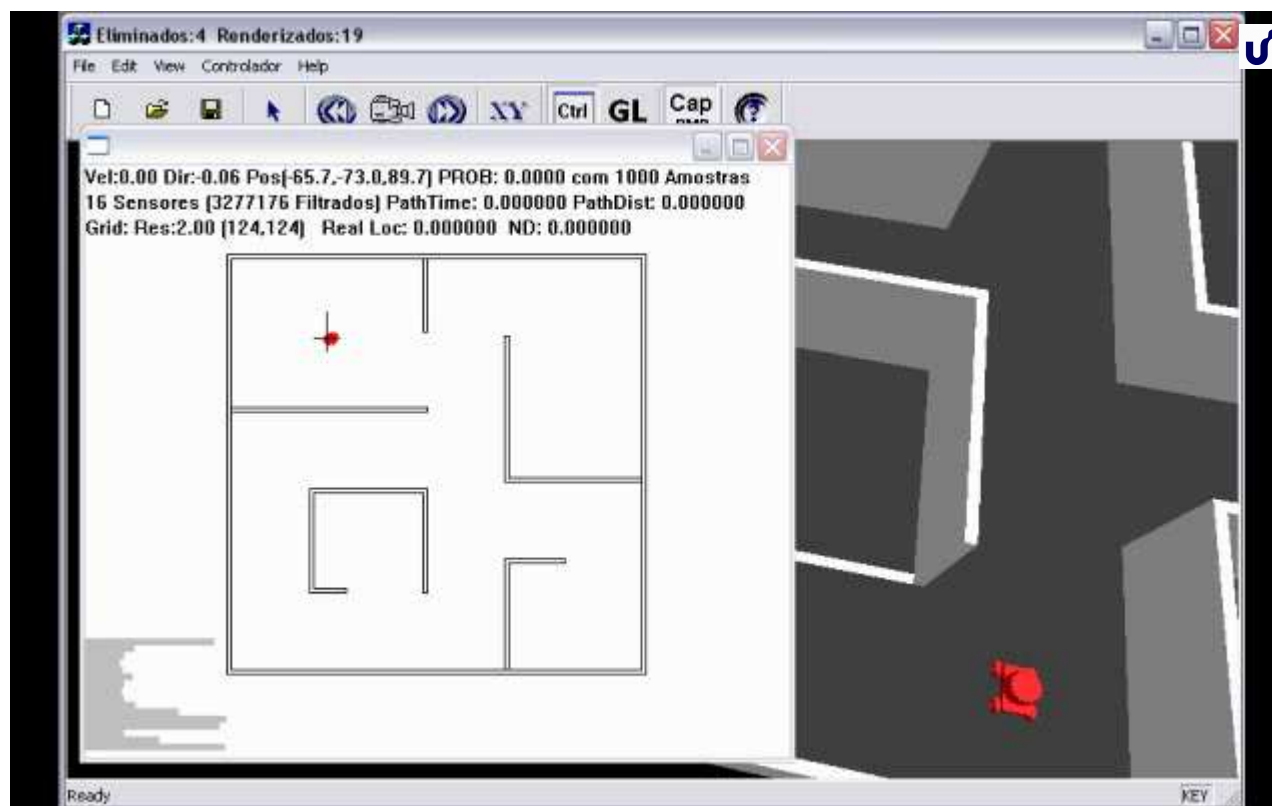 Eliminados:4 Renderizados:19
File Edit View Controlador Help
XY Ctrl GL Cap
Vel:0.00 Dir:-0.06 Pos[-65.7,-73.0,89.7] PROB: 0.0000 com 1000 Amostras
16 Sensores [3277176 Filtrados] PathTime: 0.000000 PathDist: 0.000000
Grid: Res:2.00 [124,124] Real Loc: 0.000000 ND: 0.000000
Ready
KEY